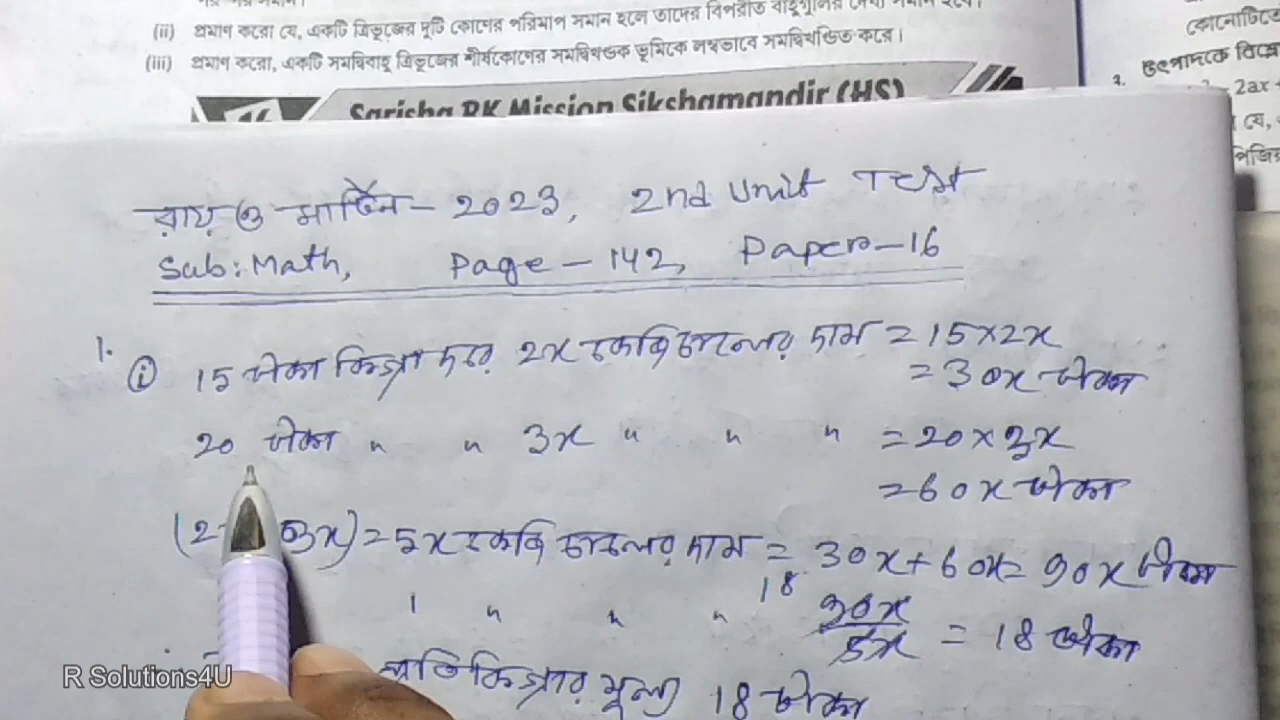 (ii) প্রমাণ করো যে, একটি ত্রিভুজের দুটি কোণের পরিমাপ সমান হলে তাদের বিপরীত বাহুগুলির
(iii) প্রমাণ করো, একটি সমদ্বিবাহু ত্রিভুজের শীর্ষকোণের সমদ্বিখণ্ডক ভূমিকে লম্বভাবে সমদ্বিখণ্ডিত করে।
16 Sarisha RK Mission Sikshamandir (HS)
উৎপাদকে
2ax
যে,
রায় ও মার্টিন - 2023, 2nd Unit Test
Sub: Math, Page - 142, Paper - 16
1.
(i) 15 টাকা কিগ্রা দরে 2x কেজি চালের দাম = 15 × 2x
= 30x টাকা
20 টাকা " " 3x " " " = 20 × 3x
= 60x টাকা
3x) = 5x কেজি চালের দাম = 30x + 60x = 90x টাকা
1 " " " 18 90x/5x = 18 টাকা
প্রতি কিগ্রার মূল্য 18 টাকা
R Solutions4U